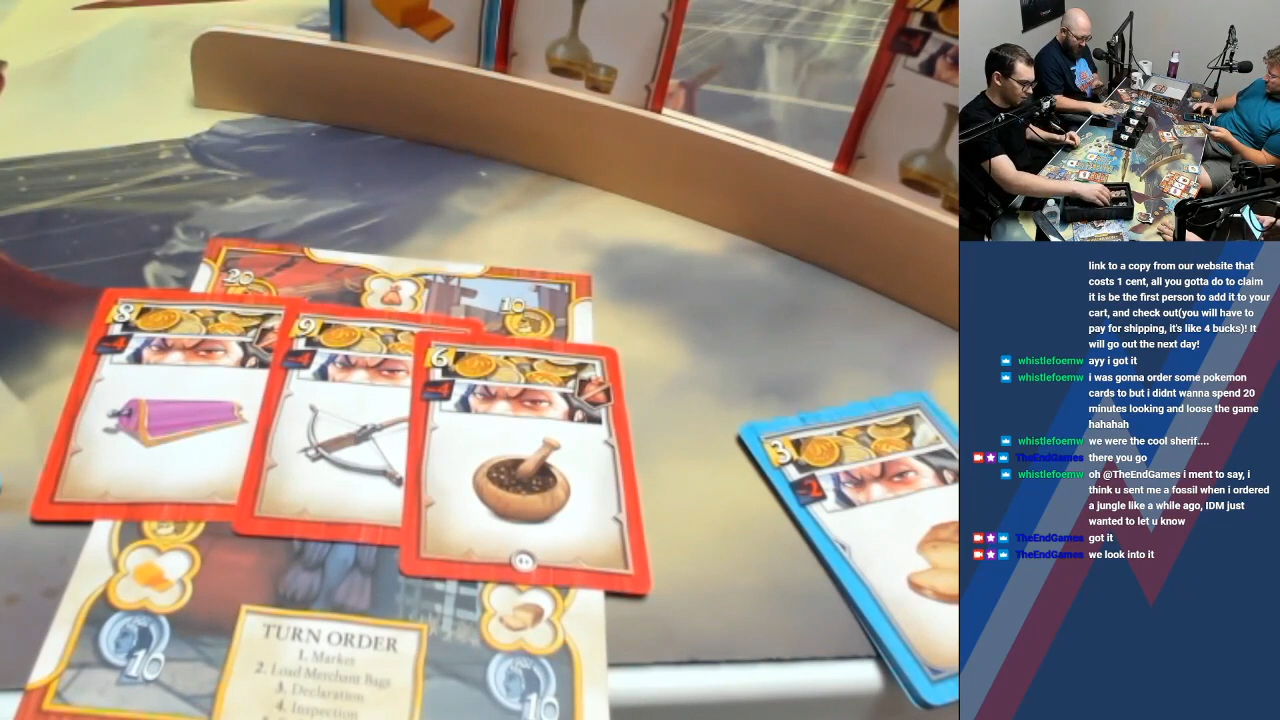 20
10
8
-4
9
-4
6
-4
3
-2
10
10
TURN ORDER
1. Market
2. Load Merchant Bags
3. Declaration
4. Inspection
link to a copy from our website that
costs 1 cent, all you gotta do to claim
it is be the first person to add it to your
cart, and check out(you will have to
pay for shipping, it's like 4 bucks)! It
will go out the next day!
whistlefoemw ayy i got it
whistlefoemw i was gonna order some pokemon
cards to but i didnt wanna spend 20
minutes looking and loose the game
hahahah
whistlefoemw we were the cool sherif....
TheEndGames there you go
whistlefoemw oh @TheEndGames i ment to say, i
think u sent me a fossil when i ordered
a jungle like a while ago, IDM just
wanted to let u know
TheEndGames got it
TheEndGames we look into it